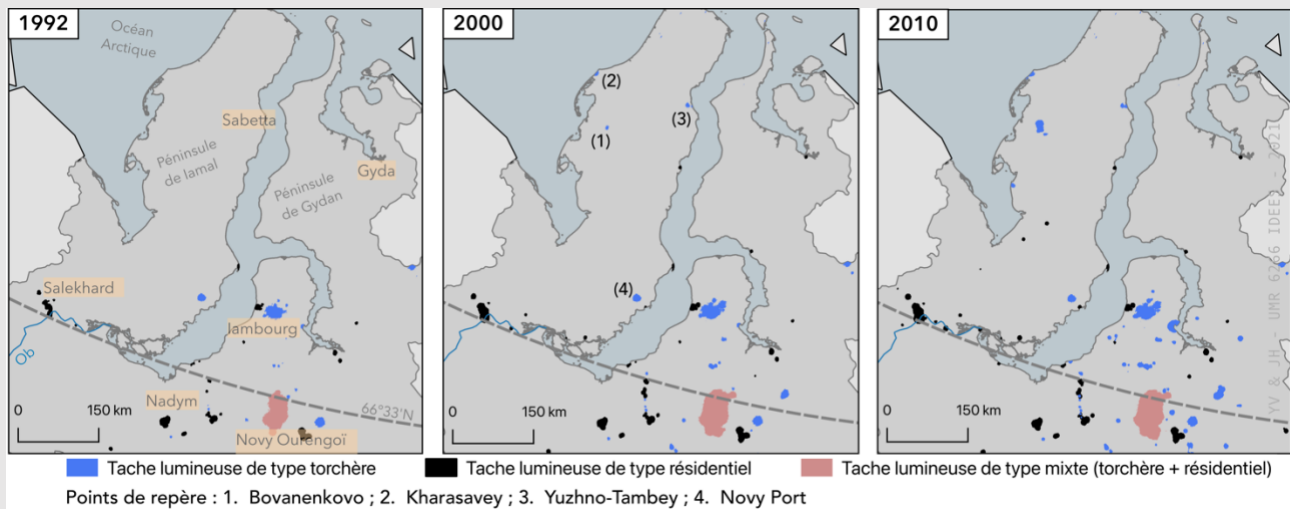 1992
Océan
Arctique
Sabetta
Péninsule
de Iamal
Gyda
Péninsule
de Gydan
Salekhard
Iambourg
Ob
Nadym
66°33'N
0 150 km
Novy Ourengoï
2000
(2)
(3)
(1)
(4)
0 150 km
2010
0 150 km
YV & JH - UMR 6266 IDEES - 2021
Tache lumineuse de type torchère
Tache lumineuse de type résidentiel
Tache lumineuse de type mixte (torchère + résidentiel)
Points de repère : 1. Bovanenkovo ; 2. Kharasavey ; 3. Yuzhno-Tambey ; 4. Novy Port